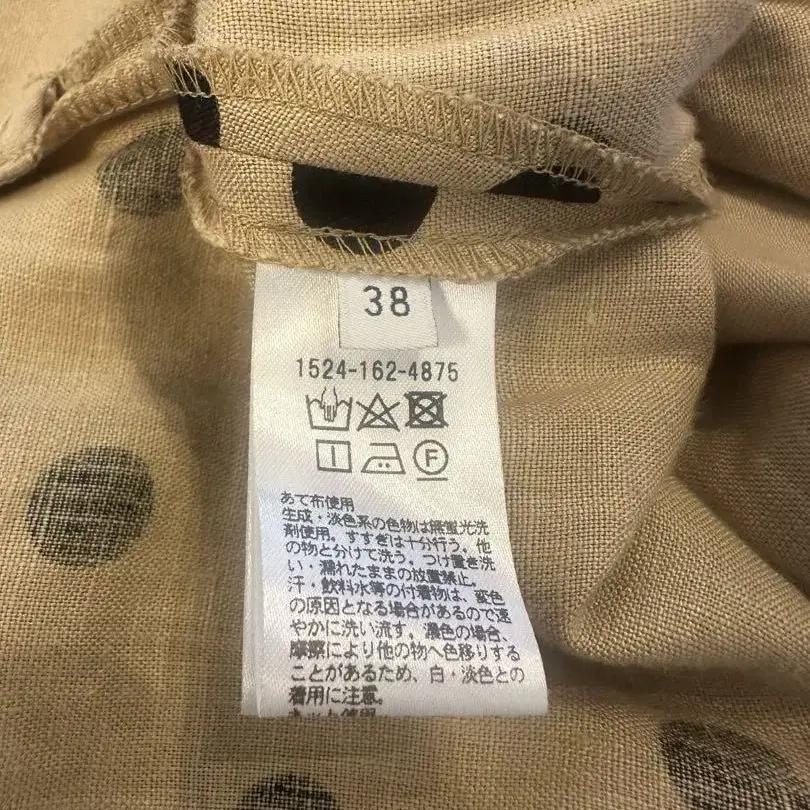 38
1524-162-4875
F
あて布使用
生成・淡色系の色物は無蛍光洗
剤使用。すすぎは十分行う。他
の物と分けて洗う。つけ置き洗
い・濡れたままの放置禁止。
汗・飲料水等の付着物は、変色
の原因となる場合があるので速
やかに洗い流す。濃色の場合、
摩擦により他の物へ色移りする
ことがあるため、白・淡色との
着用に注意。
ネット使用